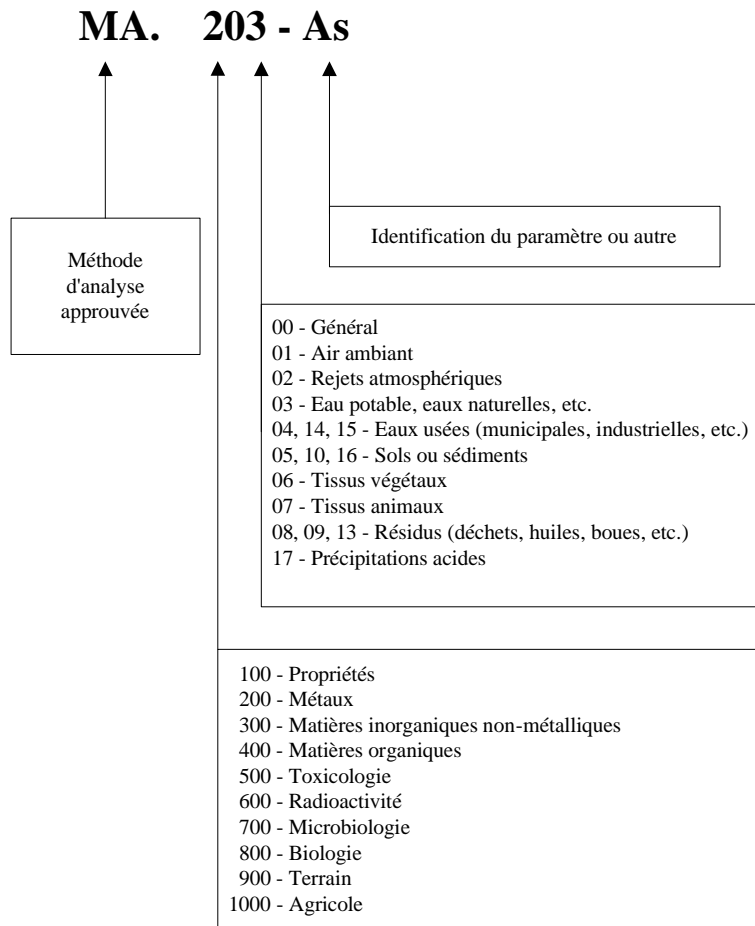 MA. 203 - As
Méthode
d'analyse
approuvée
Identification du paramètre ou autre
00 - Général
01 - Air ambiant
02 - Rejets atmosphériques
03 - Eau potable, eaux naturelles, etc.
04, 14, 15 - Eaux usées (municipales, industrielles, etc.)
05, 10, 16 - Sols ou sédiments
06 - Tissus végétaux
07 - Tissus animaux
08, 09, 13 - Résidus (déchets, huiles, boues, etc.)
17 - Précipitations acides
100 - Propriétés
200 - Métaux
300 - Matières inorganiques non-métalliques
400 - Matières organiques
500 - Toxicologie
600 - Radioactivité
700 - Microbiologie
800 - Biologie
900 - Terrain
1000 - Agricole